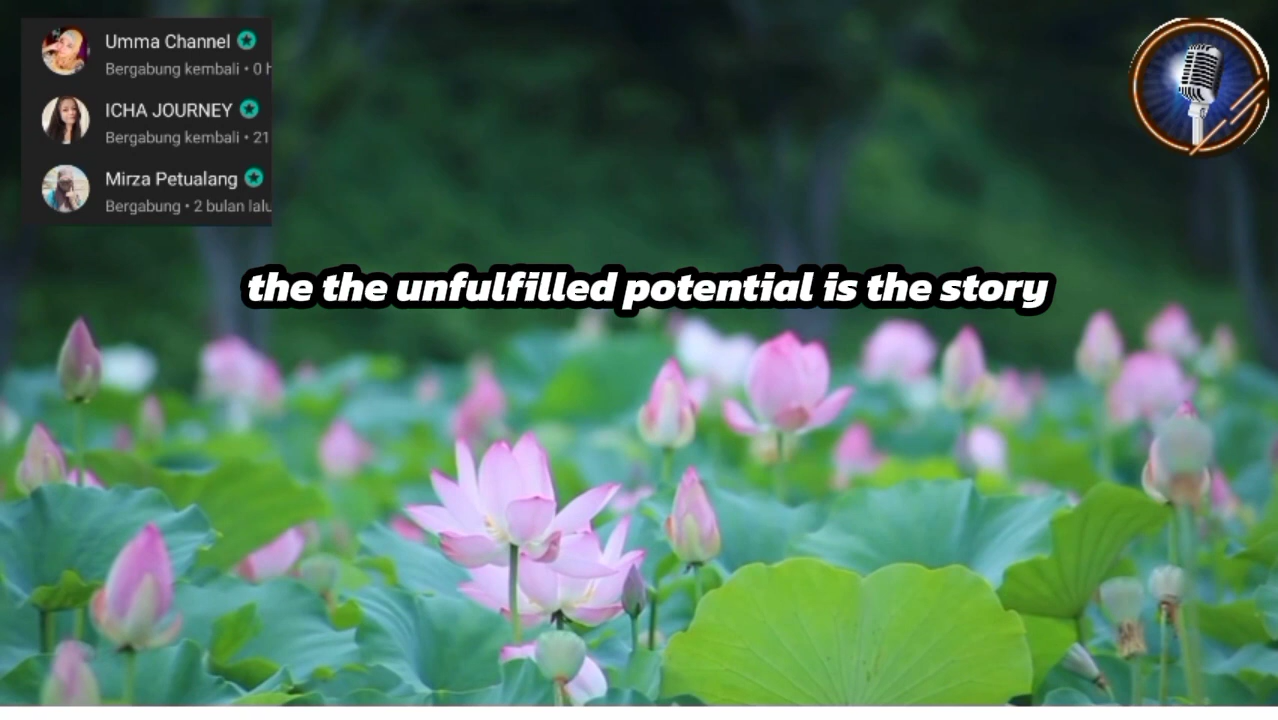 Umma Channel
Bergabung kembali • 0 h
ICHA JOURNEY
Bergabung kembali • 21
Mirza Petualang
Bergabung • 2 bulan lalu
the the unfulfilled potential is the story